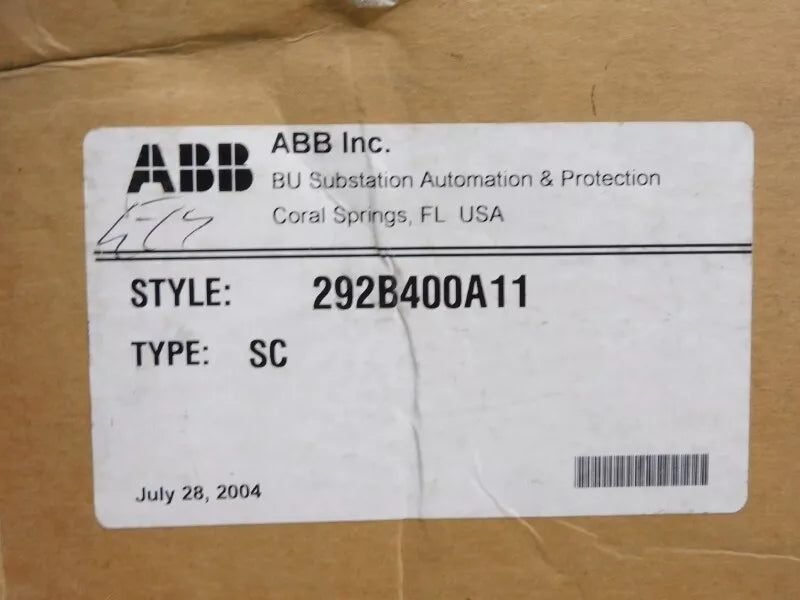 ABB
ABB Inc.
BU Substation Automation & Protection
Coral Springs, FL USA
STYLE: 292B400A11
TYPE: SC
July 28, 2004